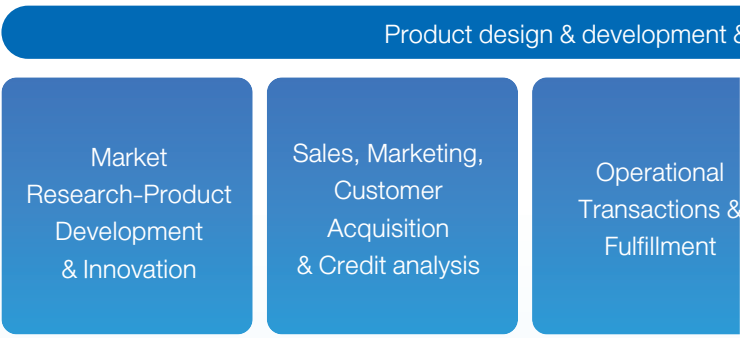 Product design & development &
Market
Research-Product
Development
& Innovation
Sales, Marketing,
Customer
Acquisition
& Credit analysis
Operational
Transactions &
Fulfillment